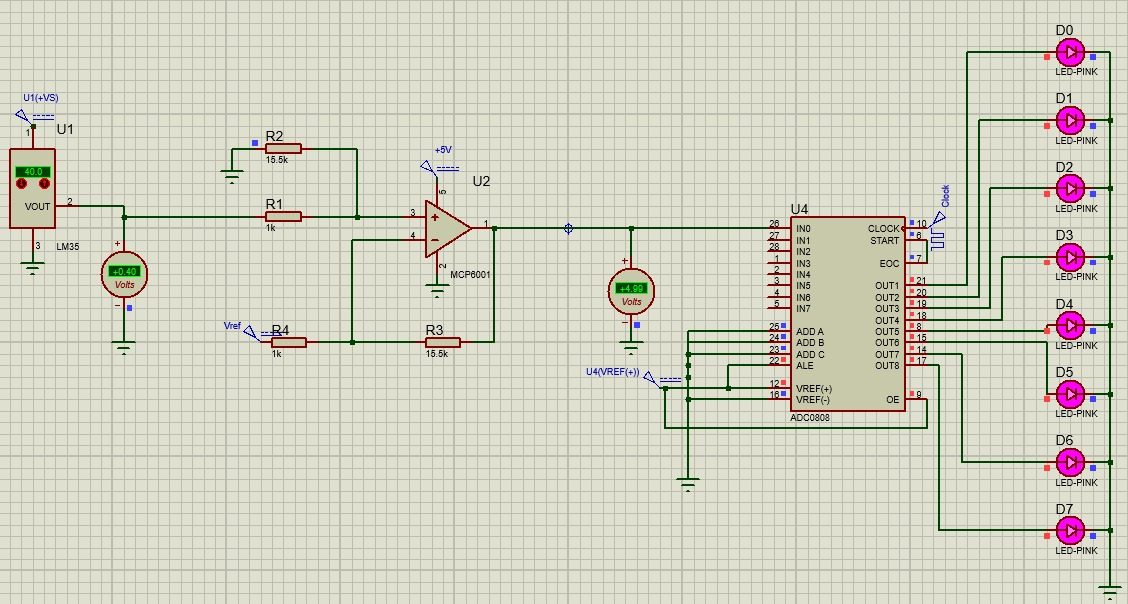 U1(+VS)
1
U1
40.0
VOUT
2
3
LM35
+0.40
Volts
R2
15.5k
R1
1k
Vref
R4
1k
R3
15.5k
+5V
U2
5
3
4
1
2
MCP6001
+4.99
Volts
U4(VREF(+))
U4
26 IN0
27 IN1
28 IN2
1 IN3
2 IN4
3 IN5
4 IN6
5 IN7
25 ADD A
24 ADD B
23 ADD C
22 ALE
12 VREF(+)
16 VREF(-)
CLOCK 10
START 6
EOC 7
OUT1 21
OUT2 20
OUT3 19
OUT4 18
OUT5 8
OUT6 15
OUT7 14
OUT8 17
OE 9
ADC0808
Clock
D0
LED-PINK
D1
LED-PINK
D2
LED-PINK
D3
LED-PINK
D4
LED-PINK
D5
LED-PINK
D6
LED-PINK
D7
LED-PINK